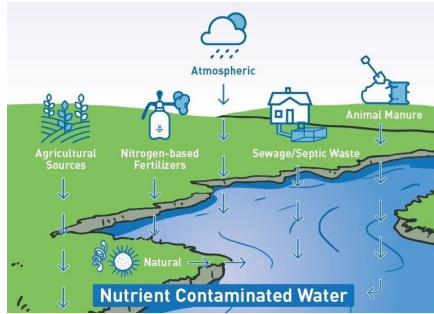 Atmospheric
Animal Manure
Agricultural
Sources
Nitrogen-based
Fertilizers
Sewage/Septic Waste
Natural
Nutrient Contaminated Water